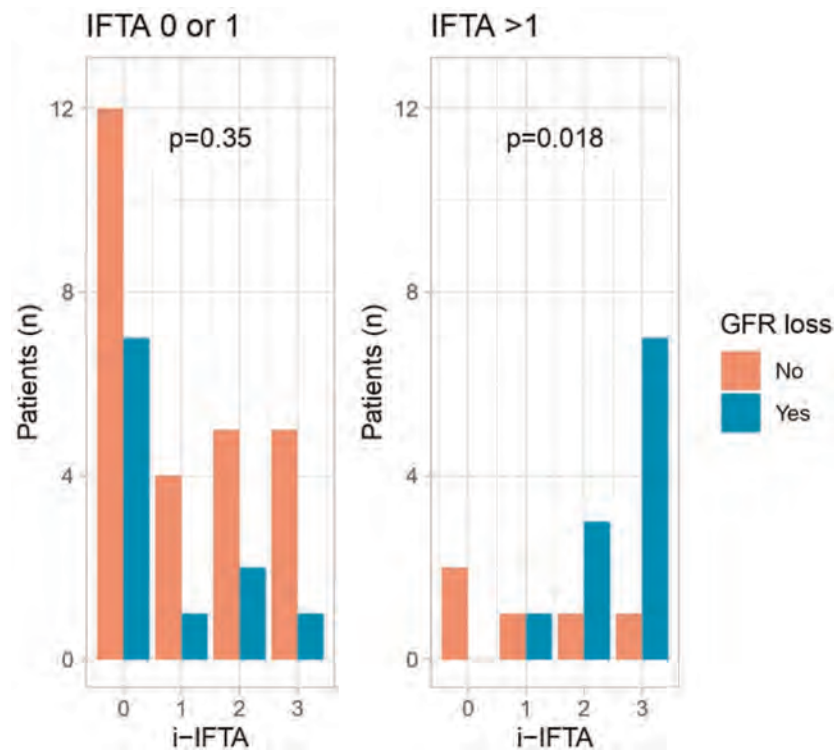 IFTA 0 or 1
IFTA >1
12
8
4
0
Patients (n)
p=0.35
0 1 2 3
i-IFTA
12
8
4
0
Patients (n)
p=0.018
0 1 2 3
i-IFTA
GFR loss
No
Yes